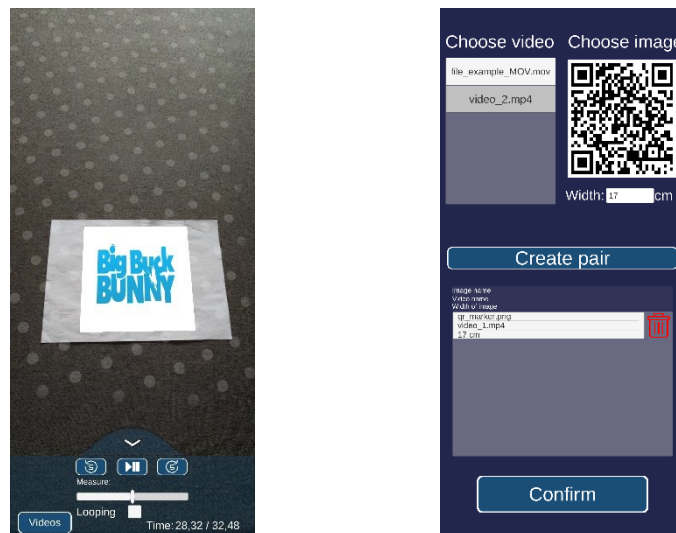 Big Buck
BUNNY
5
5
Measure:
Looping
Videos
Time: 28,32 / 32,48
Choose video
Choose image
file_example_MOV.mov
video_2.mp4
Width: 17 cm
Create pair
Image name
Video name
Width of image
qr_marker.png
video_1.mp4
17 cm
Confirm